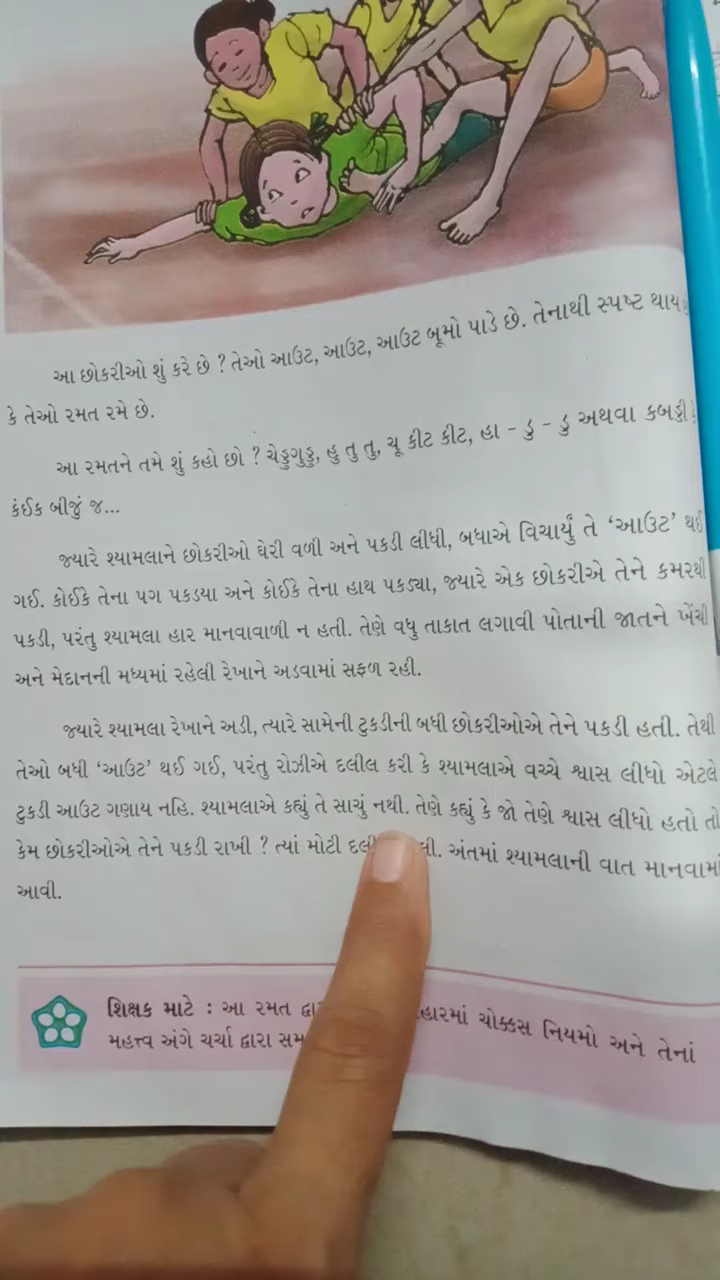 આ છોકરીઓ શું કરે છે ? તેઓ આઉટ, આઉટ, આઉટ બૂમો પાડે છે. તેનાથી સ્પષ્ટ થાય
કે તેઓ રમત રમે છે.
આ રમતને તમે શું કહો છો ? ચેડુગુડુ, હુ તુ તુ, ચૂ કીટ કીટ, હા - ડુ - ડુ અથવા કબડ્ડી
કંઈક બીજું જ...
જ્યારે શ્યામલાને છોકરીઓ ઘેરી વળી અને પકડી લીધી, બધાએ વિચાર્યું તે ‘આઉટ’ થઈ
ગઈ. કોઈકે તેના પગ પકડયા અને કોઈકે તેના હાથ પકડ્યા, જ્યારે એક છોકરીએ તેને કમરથી
પકડી, પરંતુ શ્યામલા હાર માનવાવાળી ન હતી. તેણે વધુ તાકાત લગાવી પોતાની જાતને ખેંચી
અને મેદાનની મધ્યમાં રહેલી રેખાને અડવામાં સફળ રહી.
જ્યારે શ્યામલા રેખાને અડી, ત્યારે સામેની ટુકડીની બધી છોકરીઓએ તેને પકડી હતી. તેથી
તેઓ બધી ‘આઉટ’ થઈ ગઈ, પરંતુ રોઝીએ દલીલ કરી કે શ્યામલાએ વચ્ચે શ્વાસ લીધો એટલે
ટુકડી આઉટ ગણાય નહિ. શ્યામલાએ કહ્યું તે સાચું નથી. તેણે કહ્યું કે જો તેણે શ્વાસ લીધો હતો તો
કેમ છોકરીઓએ તેને પકડી રાખી ? ત્યાં મોટી અંતમાં શ્યામલાની વાત માનવામાં
આવી.
શિક્ષક માટે : આ રમત ચોક્કસ નિયમો અને તેનાં
મહત્ત્વ અંગે ચર્ચા દ્વારા